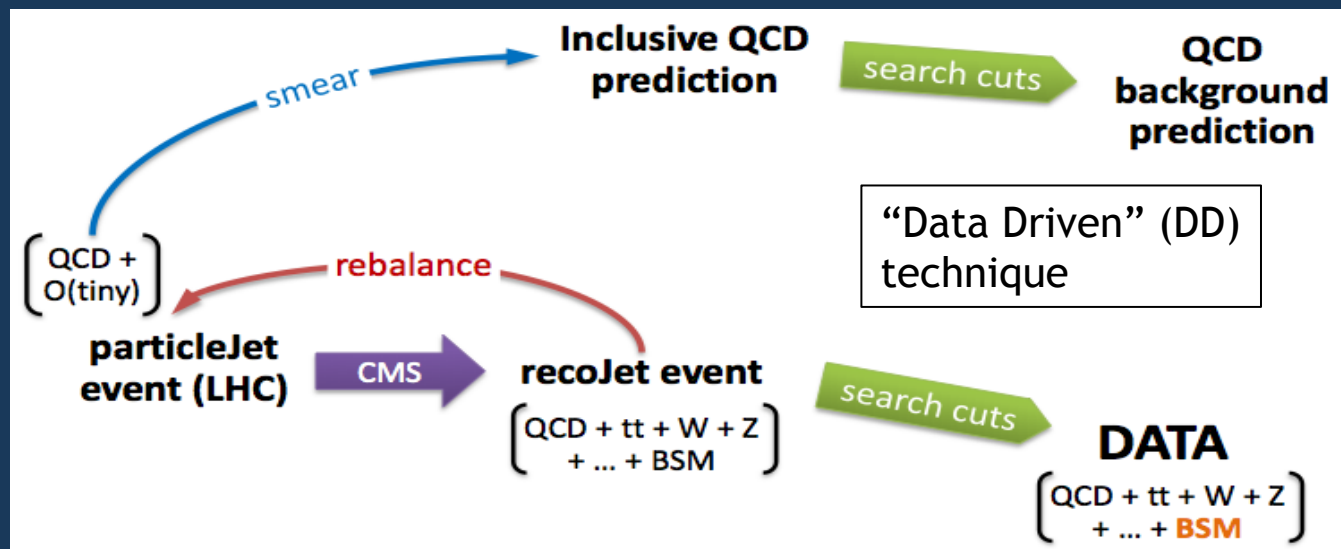 Inclusive QCD
prediction
smear
search cuts
QCD
background
prediction
"Data Driven" (DD)
technique
QCD +
O(tiny)
rebalance
particleJet
event (LHC)
CMS
recoJet event
QCD + tt + W + Z
+ ... + BSM
search cuts
DATA
QCD + tt + W + Z
+ ... + BSM